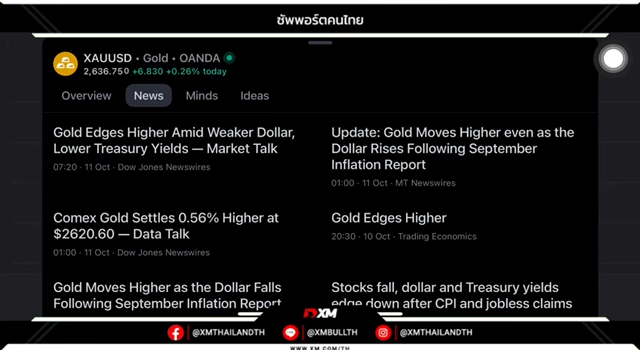 ซัพพอร์ตคนไทย
XAUUSD • Gold • OANDA
2,636.750 +6.830 +0.26% today
Overview News Minds Ideas
Gold Edges Higher Amid Weaker Dollar,
Lower Treasury Yields — Market Talk
07:20 · 11 Oct · Dow Jones Newswires
Update: Gold Moves Higher even as the
Dollar Rises Following September
Inflation Report
01:00 · 11 Oct · MT Newswires
Comex Gold Settles 0.56% Higher at
$2620.60 — Data Talk
01:00 · 11 Oct · Dow Jones Newswires
Gold Edges Higher
20:30 · 10 Oct · Trading Economics
Gold Moves Higher as the Dollar Falls
Following September Inflation Report
Stocks fall, dollar and Treasury yields
edge down after CPI and jobless claims
XM
@XMTHAILANDTH @XMBULLTH @XMTHAILANDTH
WWW.XM.COM/TH